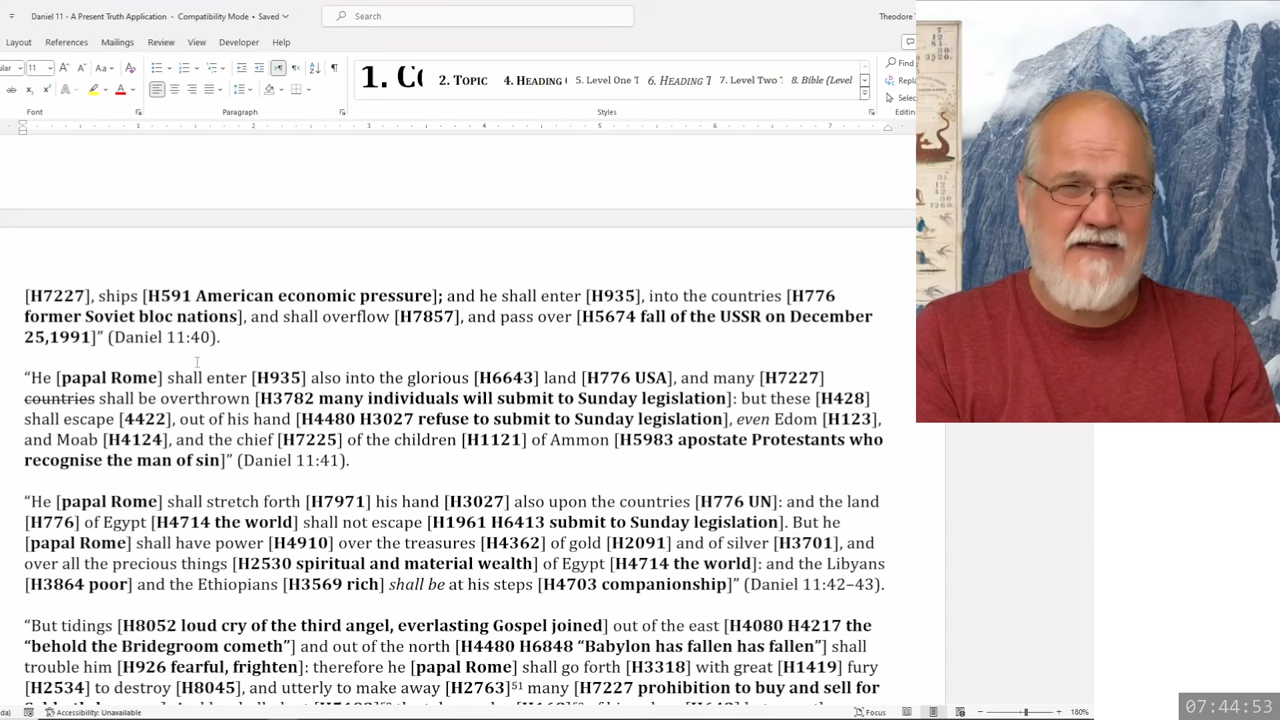 Daniel 11 - A Present Truth Application - Compatibility Mode • Saved
Search
Theodore
Layout References Mailings Review View Developer Help
11
Aa
1. 2. TOPIC 4. HEADING 5. Level One 6. HEADING 7. Level Two 8. Bible (Level
Find
Font Paragraph Styles
1 2 3 4 5 6 7
[H7227], ships [H591 American economic pressure]; and he shall enter [H935], into the countries [H776
former Soviet bloc nations], and shall overflow [H7857], and pass over [H5674 fall of the USSR on December
25,1991]” (Daniel 11:40).
“He [papal Rome] shall enter [H935] also into the glorious [H6643] land [H776 USA], and many [H7227]
countries shall be overthrown [H3782 many individuals will submit to Sunday legislation]: but these [H428]
shall escape [4422], out of his hand [H4480 H3027 refuse to submit to Sunday legislation], even Edom [H123],
and Moab [H4124], and the chief [H7225] of the children [H1121] of Ammon [H5983 apostate Protestants who
recognise the man of sin]” (Daniel 11:41).
“He [papal Rome] shall stretch forth [H7971] his hand [H3027] also upon the countries [H776 UN]: and the land
[H776] of Egypt [H4714 the world] shall not escape [H1961 H6413 submit to Sunday legislation]. But he
[papal Rome] shall have power [H4910] over the treasures [H4362] of gold [H2091] and of silver [H3701], and
over all the precious things [H2530 spiritual and material wealth] of Egypt [H4714 the world]: and the Libyans
[H3864 poor] and the Ethiopians [H3569 rich] shall be at his steps [H4703 companionship]” (Daniel 11:42–43).
“But tidings [H8052 loud cry of the third angel, everlasting Gospel joined] out of the east [H4080 H4217 the
“behold the Bridegroom cometh”] and out of the north [H4480 H6848 “Babylon has fallen has fallen”] shall
trouble him [H926 fearful, frighten]: therefore he [papal Rome] shall go forth [H3318] with great [H1419] fury
[H2534] to destroy [H8045], and utterly to make away [H2763]51 many [H7227 prohibition to buy and sell for
Accessibility: Unavailable Focus 180%
07:44:53